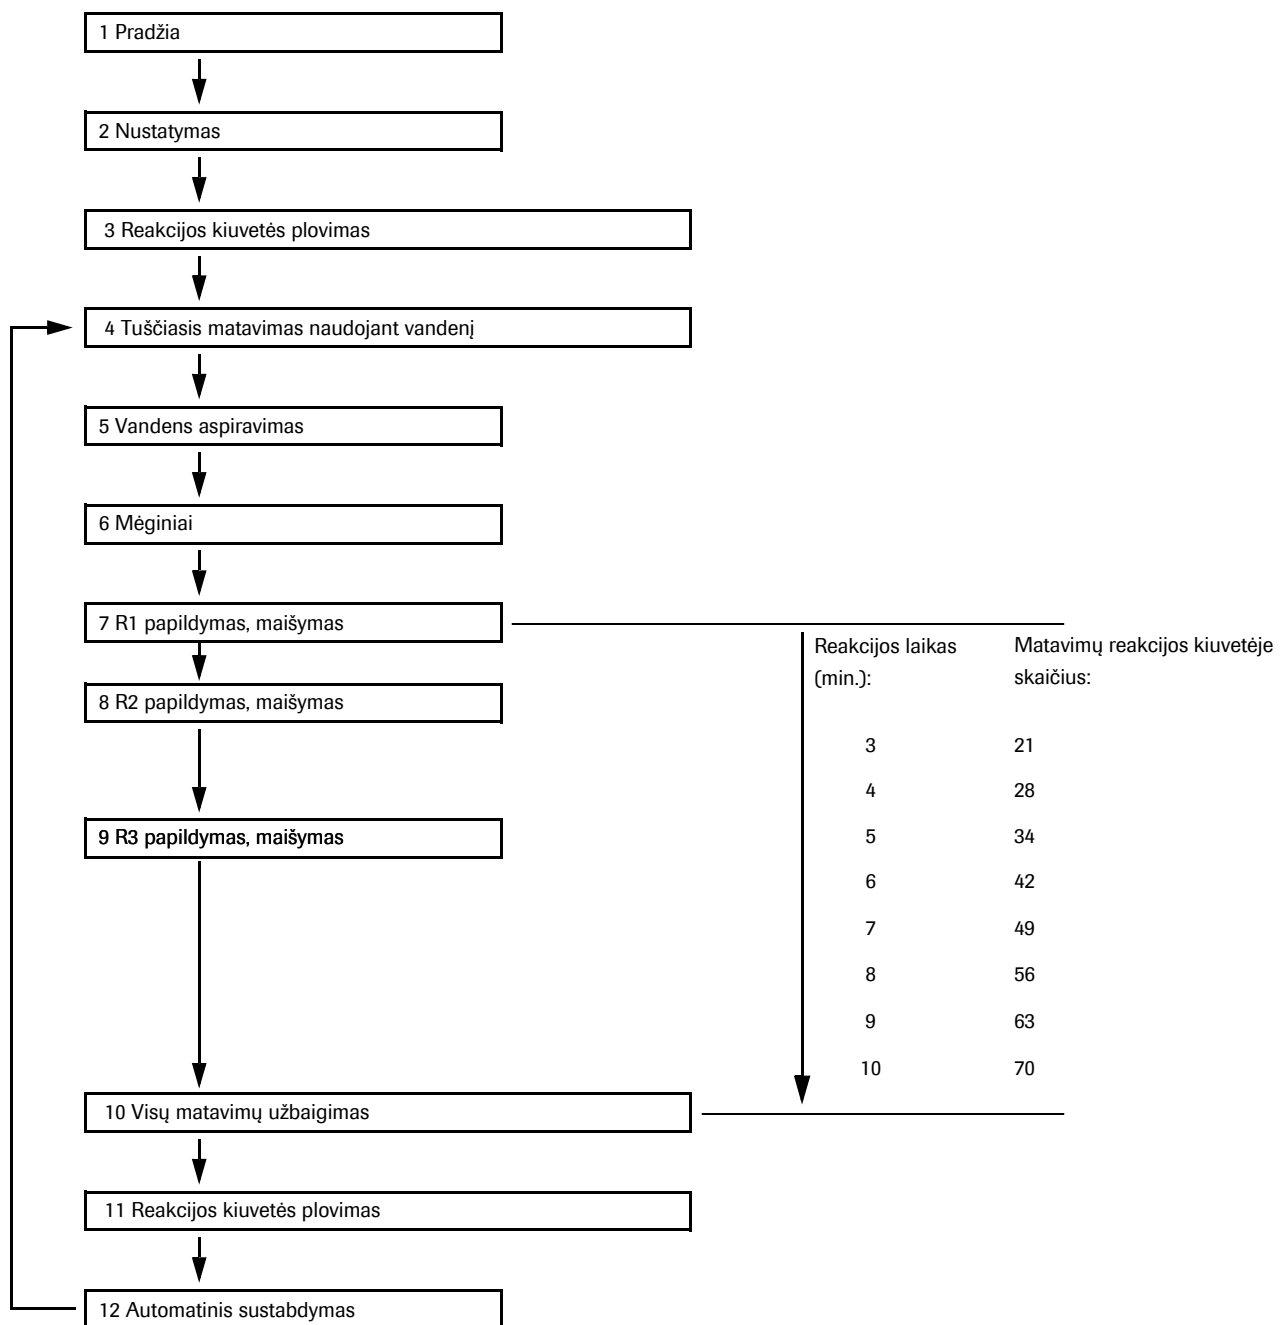 1 Pradžia
2 Nustatymas
3 Reakcijos kiuvetės plovimas
4 Tuščiasis matavimas naudojant vandenį
5 Vandens aspiravimas
6 Mėginiai
7 R1 papildymas, maišymas
8 R2 papildymas, maišymas
9 R3 papildymas, maišymas
Reakcijos laikas
(min.):
Matavimų reakcijos kiuvetėje
skaičius:
3 21
4 28
5 34
6 42
7 49
8 56
9 63
10 70
10 Visų matavimų užbaigimas
11 Reakcijos kiuvetės plovimas
12 Automatinis sustabdymas